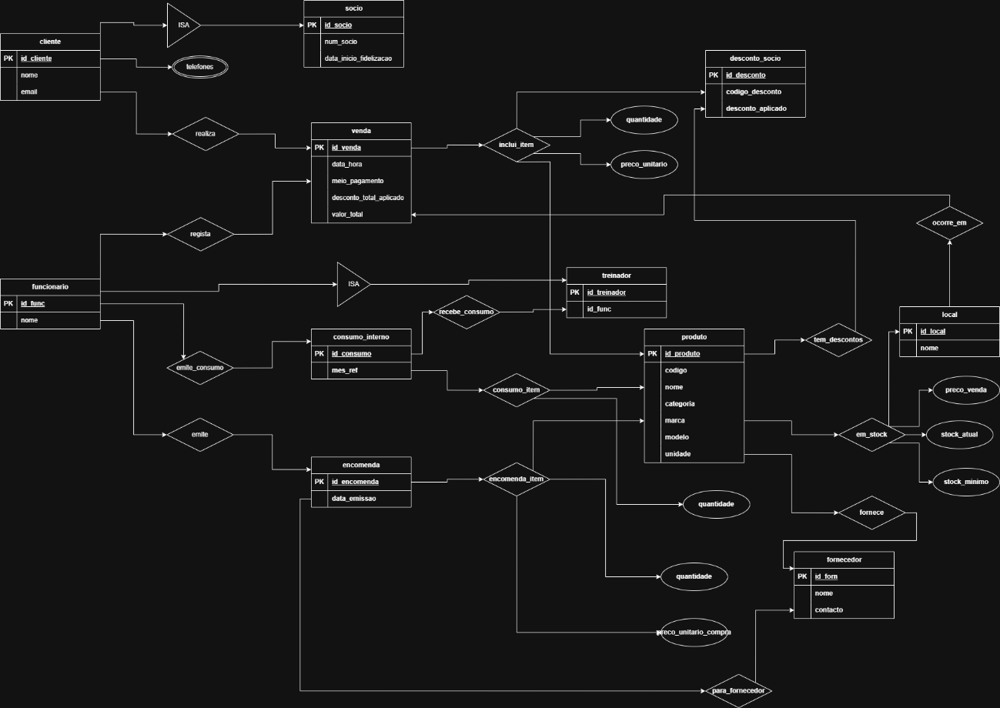 socio
ISA
PK id_socio
num_socio
data_inicio_fidelizacao
cliente
PK id_cliente
nome
email
telefones
desconto_socio
PK id_desconto
codigo_desconto
desconto_aplicado
quantidade
realiza
venda
PK id_venda
data_hora
meio_pagamento
desconto_total_aplicado
valor_total
inclui_item
preco_unitario
ocorre_em
regista
funcionario
PK id_func
nome
ISA
treinador
PK id_treinador
id_func
recebe_consumo
local
PK id_local
nome
consumo_interno
PK id_consumo
mes_ref
produto
PK id_produto
codigo
nome
categoria
marca
modelo
unidade
tem_descontos
emite_consumo
consumo_item
preco_venda
emite
em_stock
stock_atual
encomenda
PK id_encomenda
data_emissao
encomenda_item
stock_minimo
quantidade
fornece
fornecedor
PK id_forn
nome
contacto
quantidade
preco_unitario_compra
para_fornecedor